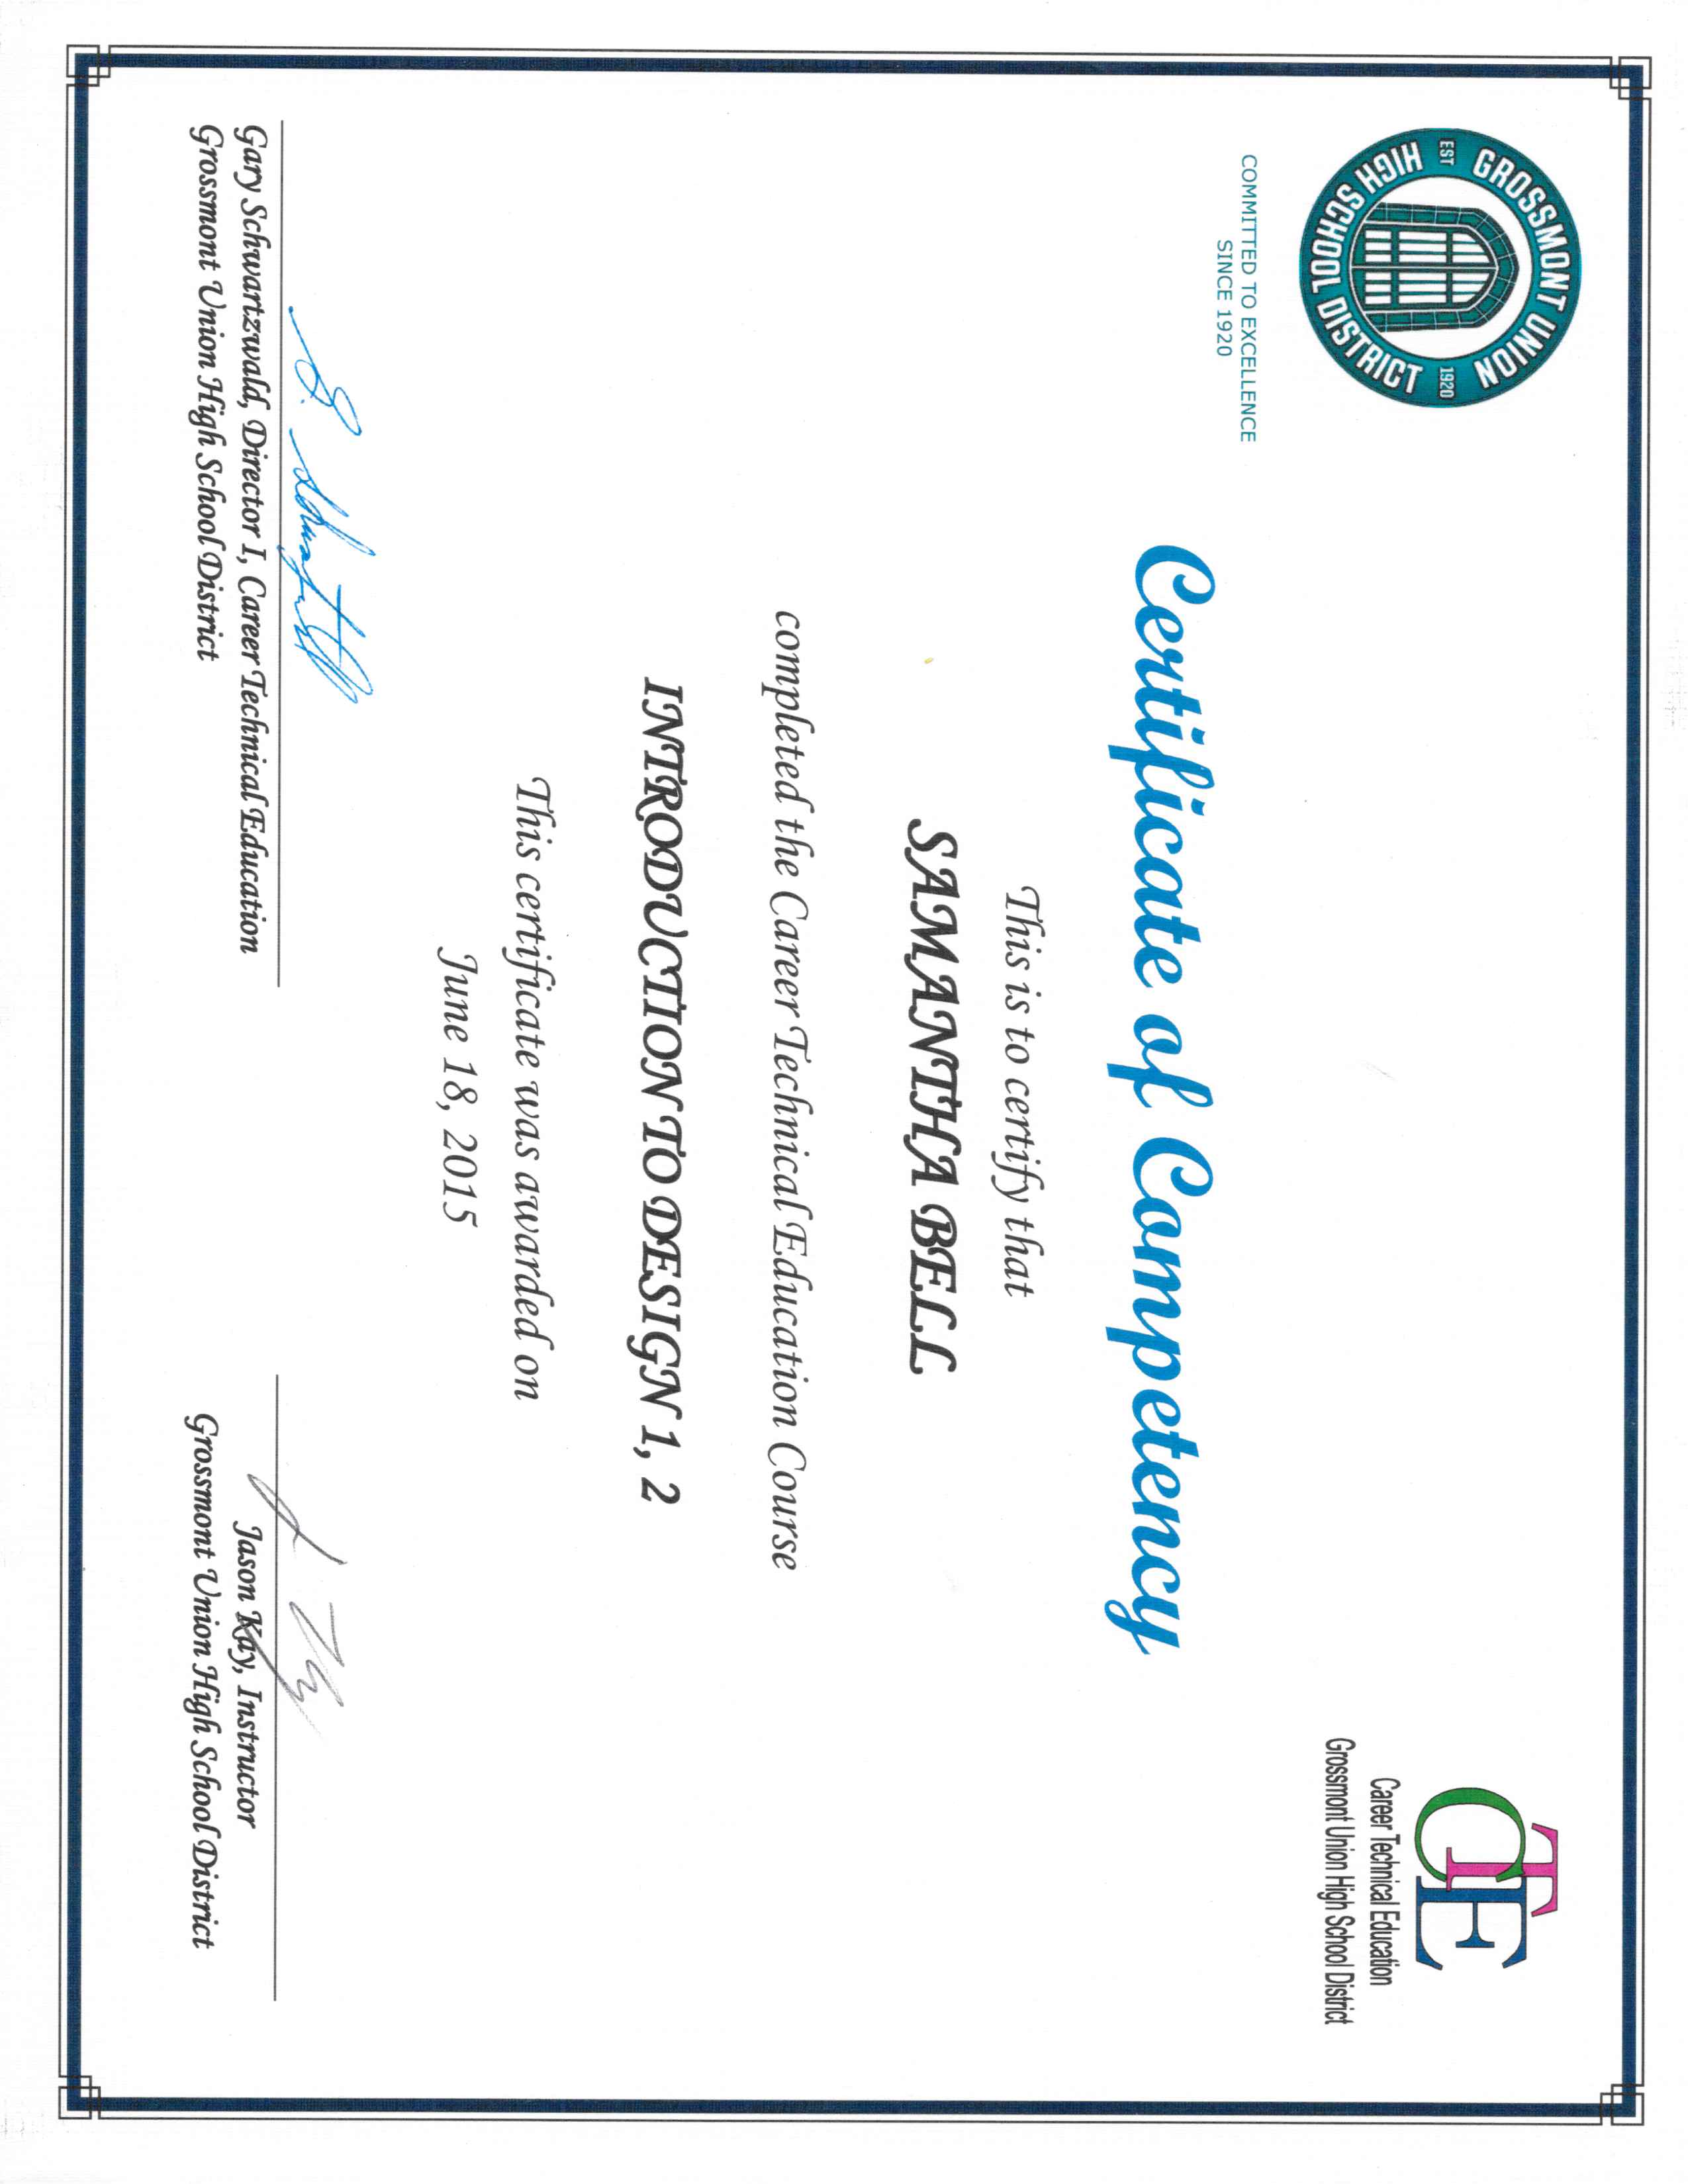 GROSSMONT UNION
EST 1920
HIGH SCHOOL DISTRICT
COMMITTED TO EXCELLENCE
SINCE 1920
CTE
Career Technical Education
Grossmont Union High School District
Certificate of Competency
This is to certify that
SAMANTHA BELL
completed the Career Technical Education Course
INTRODUCTION TO DESIGN 1, 2
This certificate was awarded on
June 18, 2015
Gary Schwartzwald, Director I, Career Technical Education
Grossmont Union High School District
Jason Kay, Instructor
Grossmont Union High School District